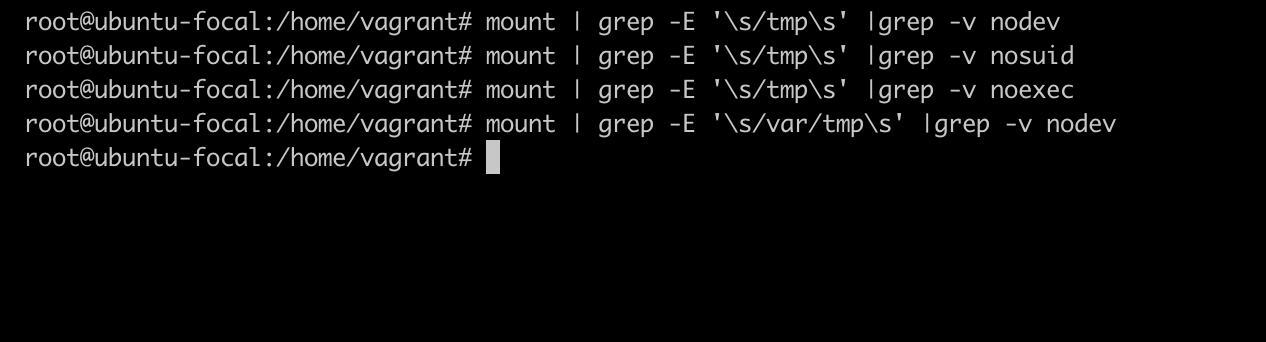 root@ubuntu-focal:/home/vagrant# mount | grep -E '\s/tmp\s' |grep -v nodev
root@ubuntu-focal:/home/vagrant# mount | grep -E '\s/tmp\s' |grep -v nosuid
root@ubuntu-focal:/home/vagrant# mount | grep -E '\s/tmp\s' |grep -v noexec
root@ubuntu-focal:/home/vagrant# mount | grep -E '\s/var/tmp\s' |grep -v nodev
root@ubuntu-focal:/home/vagrant#